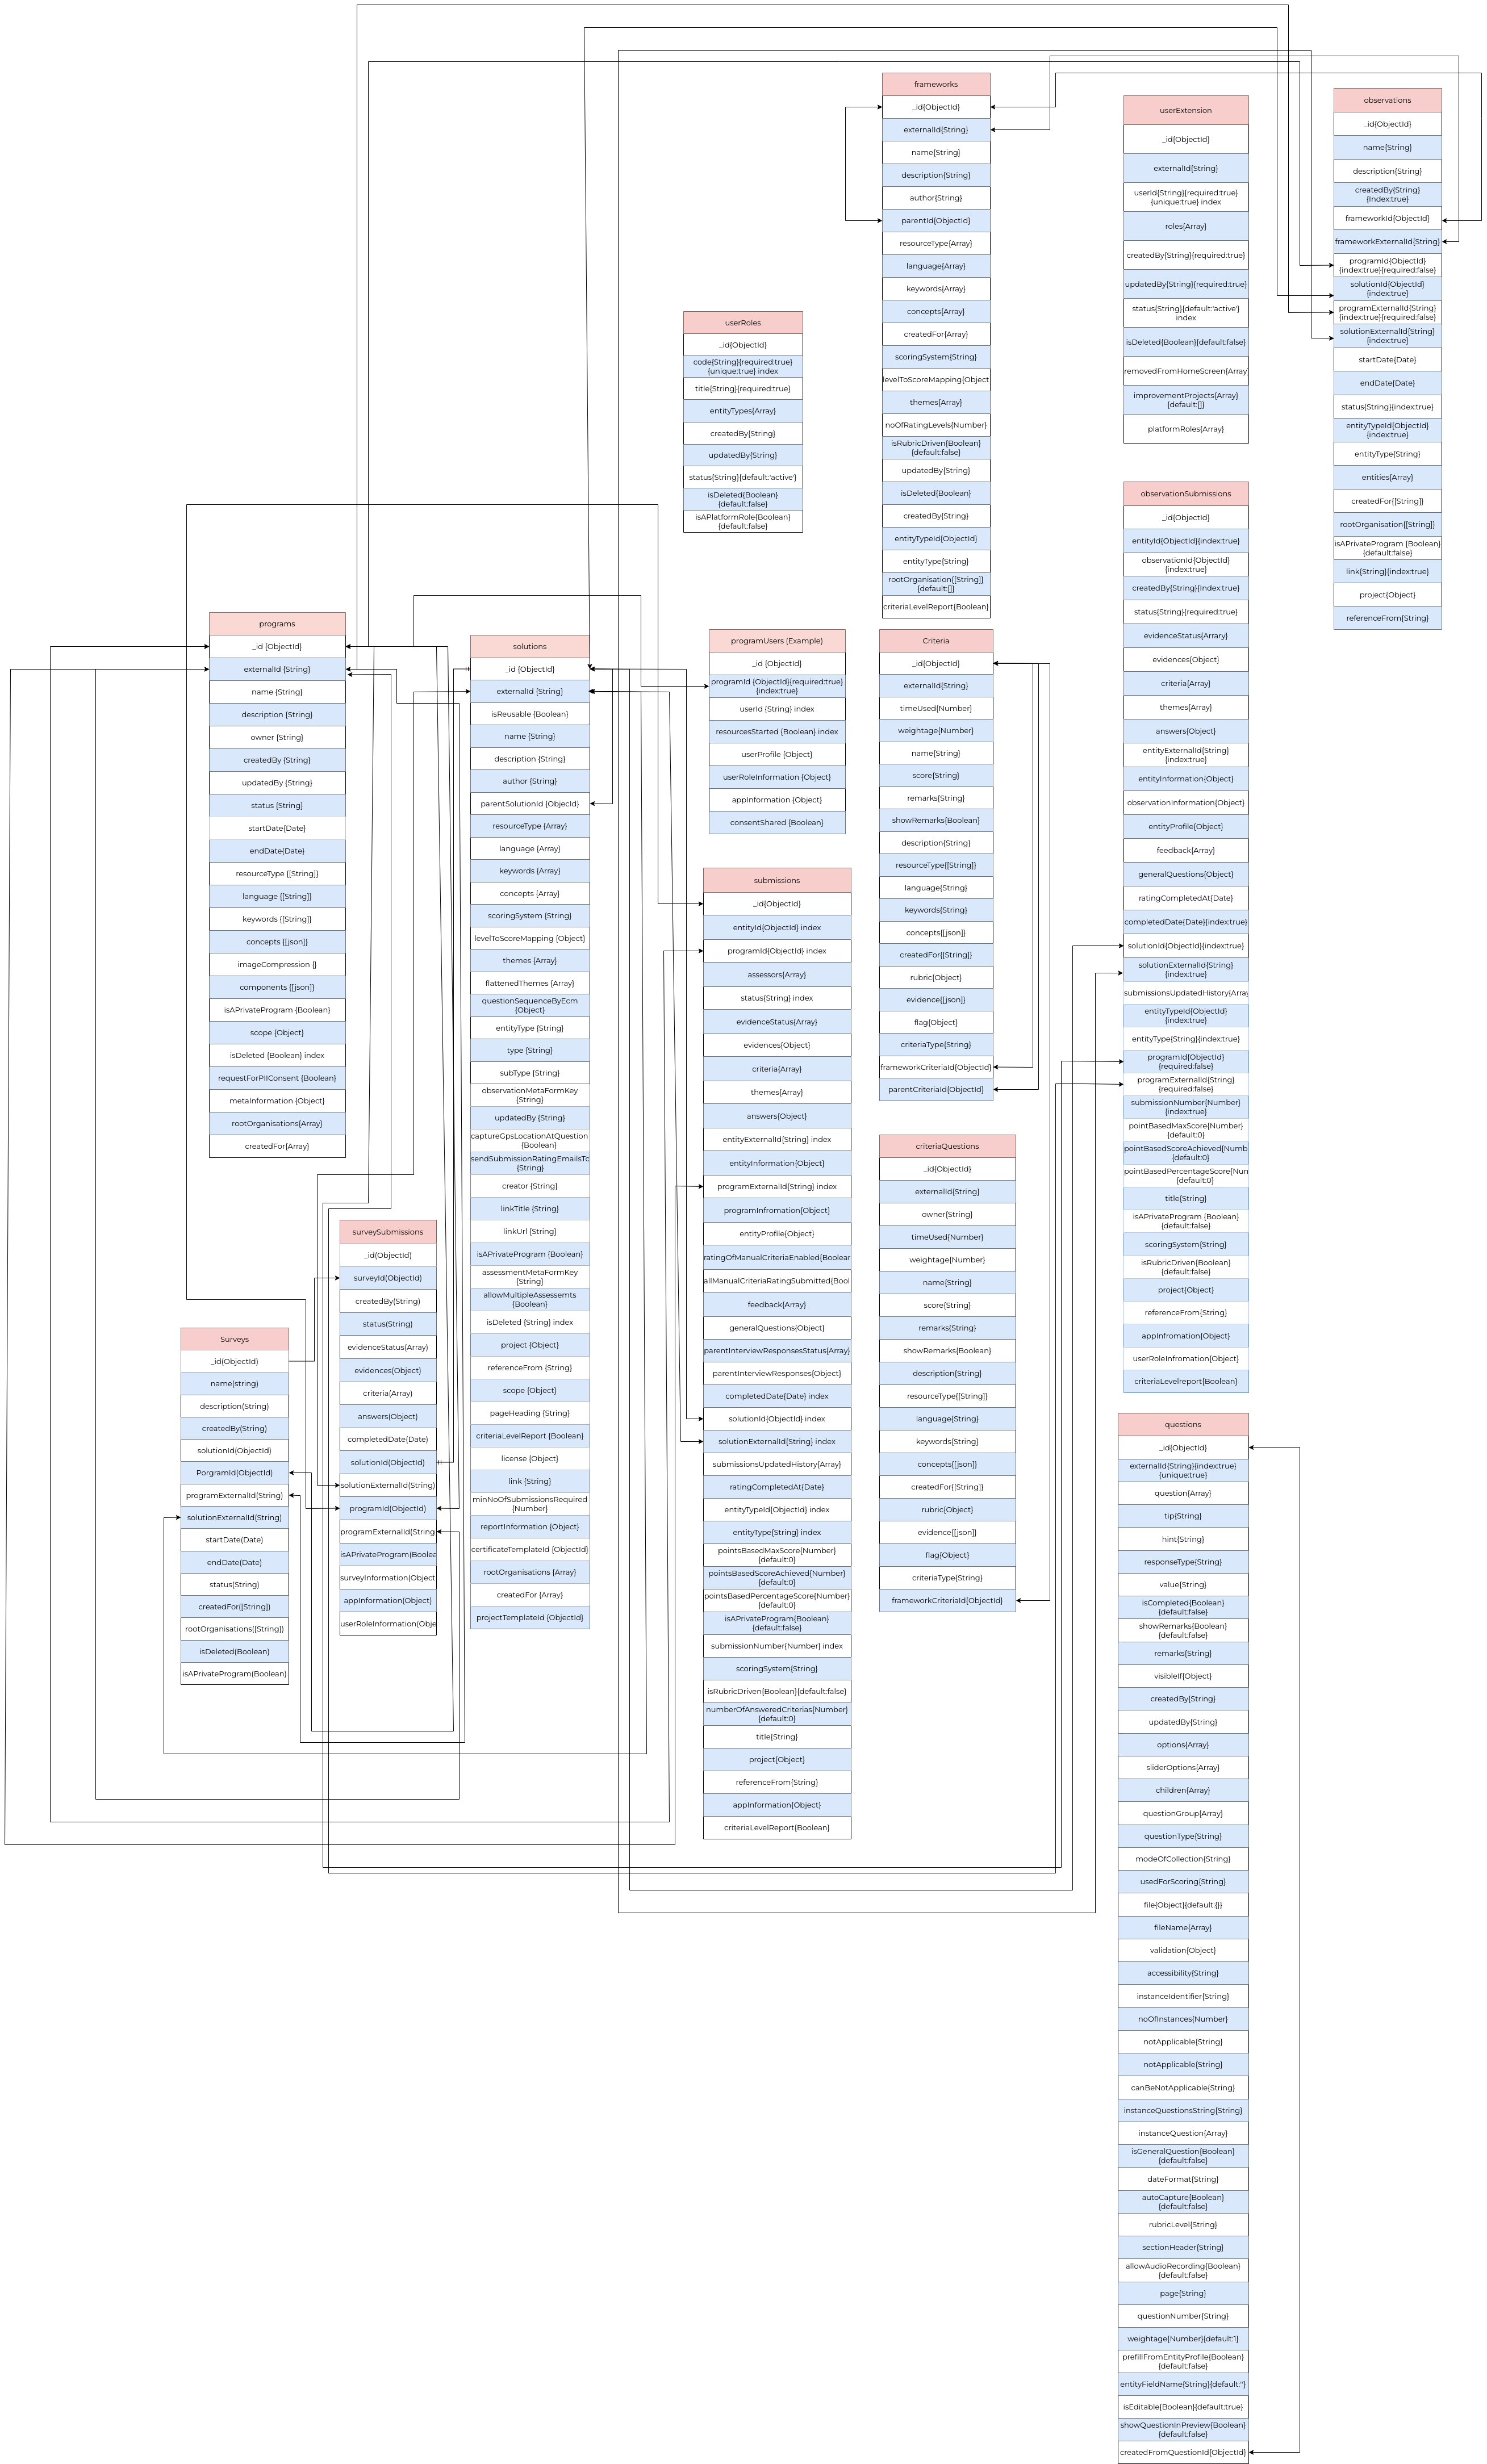 frameworks
_id{ObjectId}
externalId{String}
name{String}
description{String}
author{String}
parentId{ObjectId}
resourceType{Array}
language{Array}
keywords{Array}
concepts{Array}
createdFor{Array}
scoringSystem{String}
levelToScoreMapping{Object
themes{Array}
noOfRatingLevels{Number}
isRubricDriven{Boolean}
{default:false}
updatedBy{String}
isDeleted{Boolean}
createdBy{String}
entityTypeId{ObjectId}
entityType{String}
rootOrganisation{[String]}
{default:[]}
criteriaLevelReport{Boolean}
userExtension
_id{ObjectId}
externalId{String}
userId{String}{required:true}
{unique:true} index
roles{Array}
createdBy{String}{required:true}
updatedBy{String}{required:true}
status{String}{default:'active'}
index
isDeleted{Boolean}{default:false}
removedFromHomeScreen{Array
improvementProjects{Array}
{default:[]}
platformRoles{Array}
observations
_id{ObjectId}
name{String}
description{String}
createdBy{String}
{Index:true}
frameworkId{ObjectId}
frameworkExternalId{String}
programId{ObjectId}
{index:true}{required:false}
solutionId{ObjectId}
{index:true}
programExternalId{String}
{index:true}{required:false}
solutionExternalId{String}
{index:true}
startDate{Date}
endDate{Date}
status{String}{index:true}
entityTypeId{ObjectId}
{index:true}
entityType{String}
entities{Array}
createdFor{[String]}
rootOrganisation{[String]}
isAPrivateProgram {Boolean}
{default:false}
link{String}{index:true}
project{Object}
referenceFrom{String}
userRoles
_id{ObjectId}
code{String}{required:true}
{unique:true} index
title{String}{required:true}
entityTypes{Array}
createdBy{String}
updatedBy{String}
status{String}{default:'active'}
isDeleted{Boolean}
{default:false}
isAPlatformRole{Boolean}
{default:false}
observationSubmissions
_id{ObjectId}
entityId{ObjectId}{index:true}
observationId{ObjectId}
{index:true}
createdBy{String}{Index:true}
status{String}{required:true}
evidenceStatus{Arrary}
evidences{Object}
criteria{Array}
themes{Array}
answers{Object}
entityExternalId{String}
{index:true}
entityInformation{Object}
observationInformation{Object}
entityProfile{Object}
feedback{Array}
generalQuestions{Object}
ratingCompletedAt{Date}
completedDate{Date}{index:true}
solutionId{ObjectId}{index:true}
solutionExternalId{String}
{index:true}
submissionsUpdatedHistory{Array
entityTypeId{ObjectId}
{index:true}
entityType{String}{index:true}
programId{ObjectId}
{required:false}
programExternalId{String}
{required:false}
submissionNumber{Number}
{index:true}
pointBasedMaxScore{Number}
{default:0}
pointBasedScoreAchieved{Numb
{default:0}
pointBasedPercentageScore{Num
{default:0}
title{String}
isAPrivateProgram {Boolean}
{default:false}
scoringSystem{String}
isRubricDriven{Boolean}
{default:false}
project{Object}
referenceFrom{String}
appInfromation{Object}
userRoleInfromation{Object}
criteriaLevelreport{Boolean}
programs
_id {ObjectId}
externalId {String}
name {String}
description {String}
owner {String}
createdBy {String}
updatedBy {String}
status {String}
startDate{Date}
endDate{Date}
resourceType {[String]}
language {[String]}
keywords {[String]}
concepts {[json]}
imageCompression {}
components {[json]}
isAPrivateProgram {Boolean}
scope {Object}
isDeleted {Boolean} index
requestForPIIConsent {Boolean}
metaInformation {Object}
rootOrganisations{Array}
createdFor{Array}
solutions
_id {ObjectId}
externalId {String}
isReusable {Boolean}
name {String}
description {String}
author {String}
parentSolutionId {ObjecId}
resourceType {Array}
language {Array}
keywords {Array}
concepts {Array}
scoringSystem {String}
levelToScoreMapping {Object}
themes {Array}
flattenedThemes {Array}
questionSequenceByEcm
{Object}
entityType {String}
type {String}
subType {String}
observationMetaFormKey
{String}
updatedBy {String}
captureGpsLocationAtQuestion
{Boolean}
sendSubmissionRatingEmailsTo
{String}
creator {String}
linkTitle {String}
linkUrl {String}
isAPrivateProgram {Boolean}
assessmentMetaFormKey
{String}
allowMultipleAssessemts
{Boolean}
isDeleted {String} index
project {Object}
referenceFrom {String}
scope {Object}
pageHeading {String}
criteriaLevelReport {Boolean}
license {Object}
link {String}
minNoOfSubmissionsRequired
{Number}
reportInformation {Object}
certificateTemplateId {ObjectId}
rootOrganisations {Array}
createdFor {Array}
projectTemplateId {ObjectId}
programUsers (Example)
_id {ObjectId}
programId {ObjectId}{required:true}
{index:true}
userId {String} index
resourcesStarted {Boolean} index
userProfile {Object}
userRoleInformation {Object}
appInformation {Object}
consentShared {Boolean}
Criteria
_id{ObjectId}
externalId{String}
timeUsed{Number}
weightage{Number}
name{String}
score{String}
remarks{String}
showRemarks{Boolean}
description{String}
resourceType{[String]}
language{String}
keywords{String}
concepts{[json]}
createdFor{[String]}
rubric{Object}
evidence{[json]}
flag{Object}
criteriaType{String}
frameworkCriteriaId{ObjectId}
parentCriteriaId{ObjectId}
submissions
_id{ObjectId}
entityId{ObjectId} index
programId{ObjectId} index
assessors{Array}
status{String} index
evidenceStatus{Array}
evidences{Object}
criteria{Array}
themes{Array}
answers{Object}
entityExternalId{String} index
entityInformation{Object}
programExternalId{String} index
programInfromation{Object}
entityProfile{Object}
ratingOfManualCriteriaEnabled{Boolear
allManualCriteriaRatingSubmitted{Bool
feedback{Array}
generalQuestions{Object}
parentInterviewResponsesStatus{Array}
parentInterviewResponses{Object}
completedDate{Date} index
solutionId{ObjectId} index
solutionExternalId{String} index
submissionsUpdatedHistory{Array}
ratingCompletedAt{Date}
entityTypeId{ObjectId} index
entityType{String} index
pointsBasedMaxScore{Number}
{default:0}
pointsBasedScoreAchieved{Number}
{default:0}
pointsBasedPercentageScore{Number}
{default:0}
isAPrivateProgram{Boolean}
{default:false}
submissionNumber{Number} index
scoringSystem{String}
isRubricDriven{Boolean}{default:false}
numberOfAnsweredCriterias{Number}
{default:0}
title{String}
project{Object}
referenceFrom{String}
appInformation{Object}
criteriaLevelReport{Boolean}
criteriaQuestions
_id{ObjectId}
externalId{String}
owner{String}
timeUsed{Number}
weightage{Number}
name{String}
score{String}
remarks{String}
showRemarks{Boolean}
description{String}
resourceType{[String]}
language{String}
keywords{String}
concepts{[json]}
createdFor{[String]}
rubric{Object}
evidence{[json]}
flag{Object}
criteriaType{String}
frameworkCriteriaId{ObjectId}
surveySubmissions
_id(ObjectId)
surveyId(ObjectId)
createdBy(String)
status(String)
evidenceStatus(Array)
evidences(Object)
criteria(Array)
answers(Object)
completedDate(Date)
solutionId(ObjectId)
solutionExternalId(String)
programId(ObjectId)
programExternalId(String
isAPrivateProgram(Boolea
surveyInformation(Object
appInformation(Object)
userRoleInformation(Obje
Surveys
_id(ObjectId)
name(string)
description(String)
createdBy(String)
solutionId(ObjectId)
PorgramId(ObjectId)
programExternalId(String)
solutionExternalId(String)
startDate(Date)
endDate(Date)
status(String)
createdFor([String])
rootOrganisations([String])
isDeleted(Boolean)
isAPrivateProgram(Boolean)
questions
_id{ObjectId}
externalId{String}{index:true}
{unique:true}
question{Array}
tip{String}
hint{String}
responseType{String}
value{String}
isCompleted{Boolean}
{default:false}
showRemarks{Boolean}
{default:false}
remarks{String}
visibleIf{Object}
createdBy{String}
updatedBy{String}
options{Array}
sliderOptions{Array}
children{Array}
questionGroup{Array}
questionType{String}
modeOfCollection{String}
usedForScoring{String}
file{Object}{default:{}}
fileName{Array}
validation{Object}
accessibility{String}
instanceIdentifier{String}
noOfInstances{Number}
notApplicable{String}
notApplicable{String}
canBeNotApplicable{String}
instanceQuestionsString{String}
instanceQuestion{Array}
isGeneralQuestion{Boolean}
{default:false}
dateFormat{String}
autoCapture{Boolean}
{default:false}
rubricLevel{String}
sectionHeader{String}
allowAudioRecording{Boolean}
{default:false}
page{String}
questionNumber{String}
weightage{Number}{default:1}
prefillFromEntityProfile{Boolean}
{default:false}
entityFieldName{String}{default:''}
isEditable{Boolean}{default:true}
showQuestionInPreview{Boolean}
{default:false}
createdFromQuestionId{ObjectId}